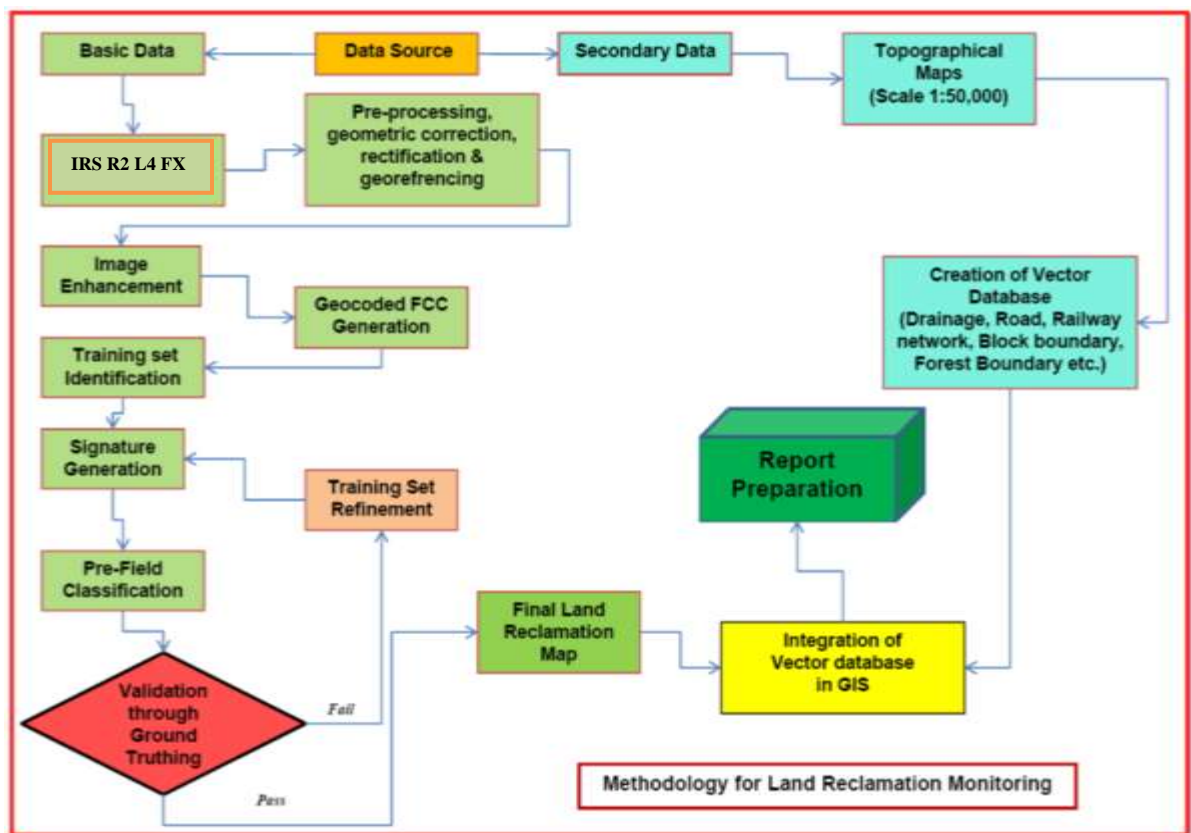 Basic Data
Data Source
Secondary Data
Topographical
Maps
(Scale 1:50,000)
IRS R2 L4 FX
Pre-processing,
geometric correction,
rectification &
georefrencing
Image
Enhancement
Geocoded FCC
Generation
Creation of Vector
Database
(Drainage, Road, Railway
network, Block boundary,
Forest Boundary etc.)
Training set
Identification
Signature
Generation
Training Set
Refinement
Report
Preparation
Pre-Field
Classification
Final Land
Reclamation
Map
Integration of
Vector database
in GIS
Validation
through
Ground
Truthing
Fail
Pass
Methodology for Land Reclamation Monitoring